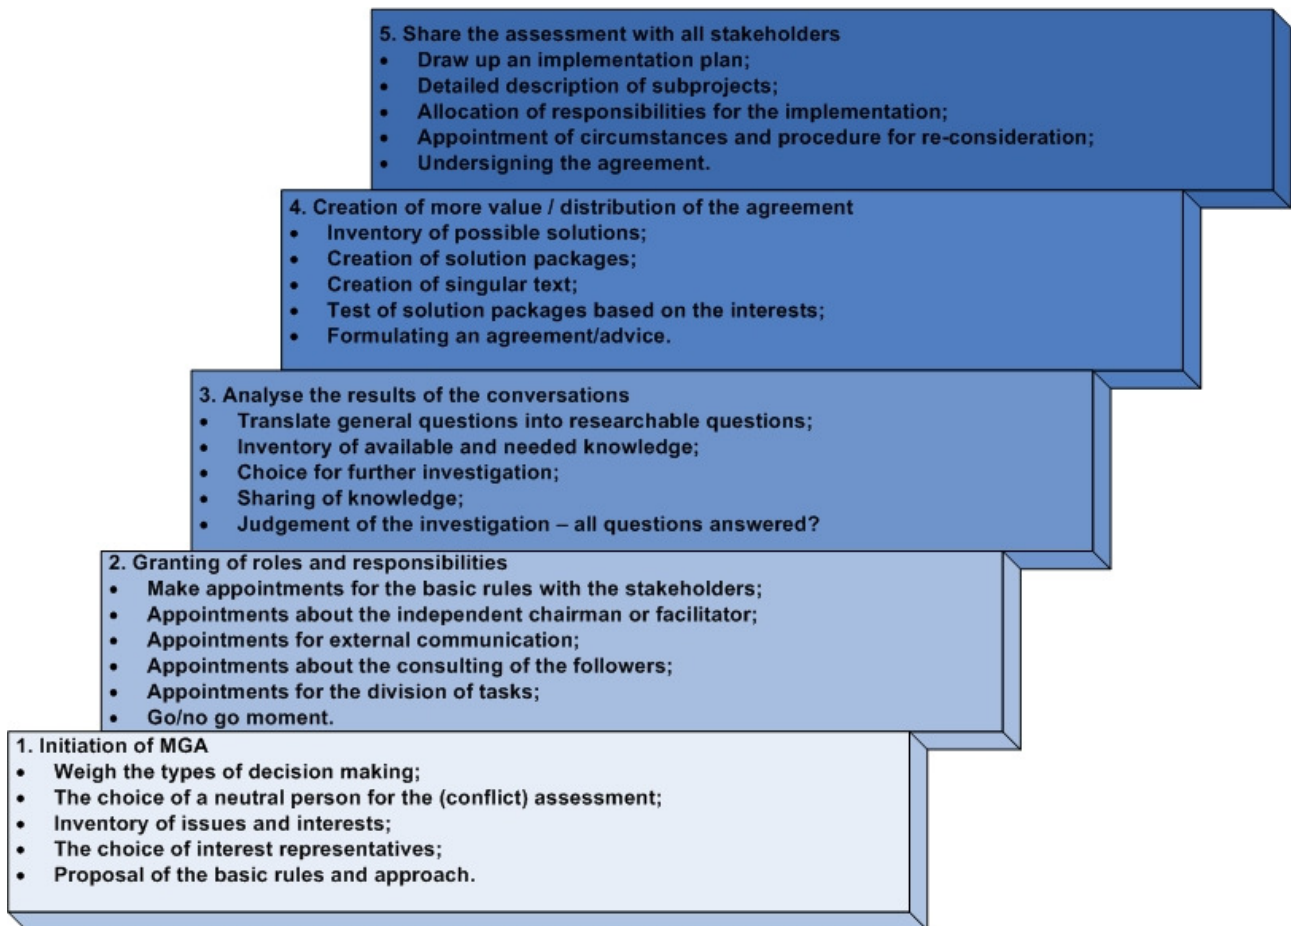 5. Share the assessment with all stakeholders
• Draw up an implementation plan;
• Detailed description of subprojects;
• Allocation of responsibilities for the implementation;
• Appointment of circumstances and procedure for re-consideration;
• Undersigning the agreement.
4. Creation of more value / distribution of the agreement
• Inventory of possible solutions;
• Creation of solution packages;
• Creation of singular text;
• Test of solution packages based on the interests;
• Formulating an agreement/advice.
3. Analyse the results of the conversations
• Translate general questions into researchable questions;
• Inventory of available and needed knowledge;
• Choice for further investigation;
• Sharing of knowledge;
• Judgement of the investigation – all questions answered?
2. Granting of roles and responsibilities
• Make appointments for the basic rules with the stakeholders;
• Appointments about the independent chairman or facilitator;
• Appointments for external communication;
• Appointments about the consulting of the followers;
• Appointments for the division of tasks;
• Go/no go moment.
1. Initiation of MGA
• Weigh the types of decision making;
• The choice of a neutral person for the (conflict) assessment;
• Inventory of issues and interests;
• The choice of interest representatives;
• Proposal of the basic rules and approach.